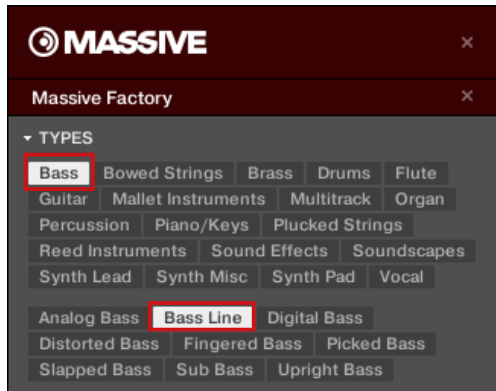 MASSIVE ×
Massive Factory ×
TYPES
Bass Bowed Strings Brass Drums Flute
Guitar Mallet Instruments Multitrack Organ
Percussion Piano/Keys Plucked Strings
Reed Instruments Sound Effects Soundscapes
Synth Lead Synth Misc Synth Pad Vocal
Analog Bass Bass Line Digital Bass
Distorted Bass Fingered Bass Picked Bass
Slapped Bass Sub Bass Upright Bass